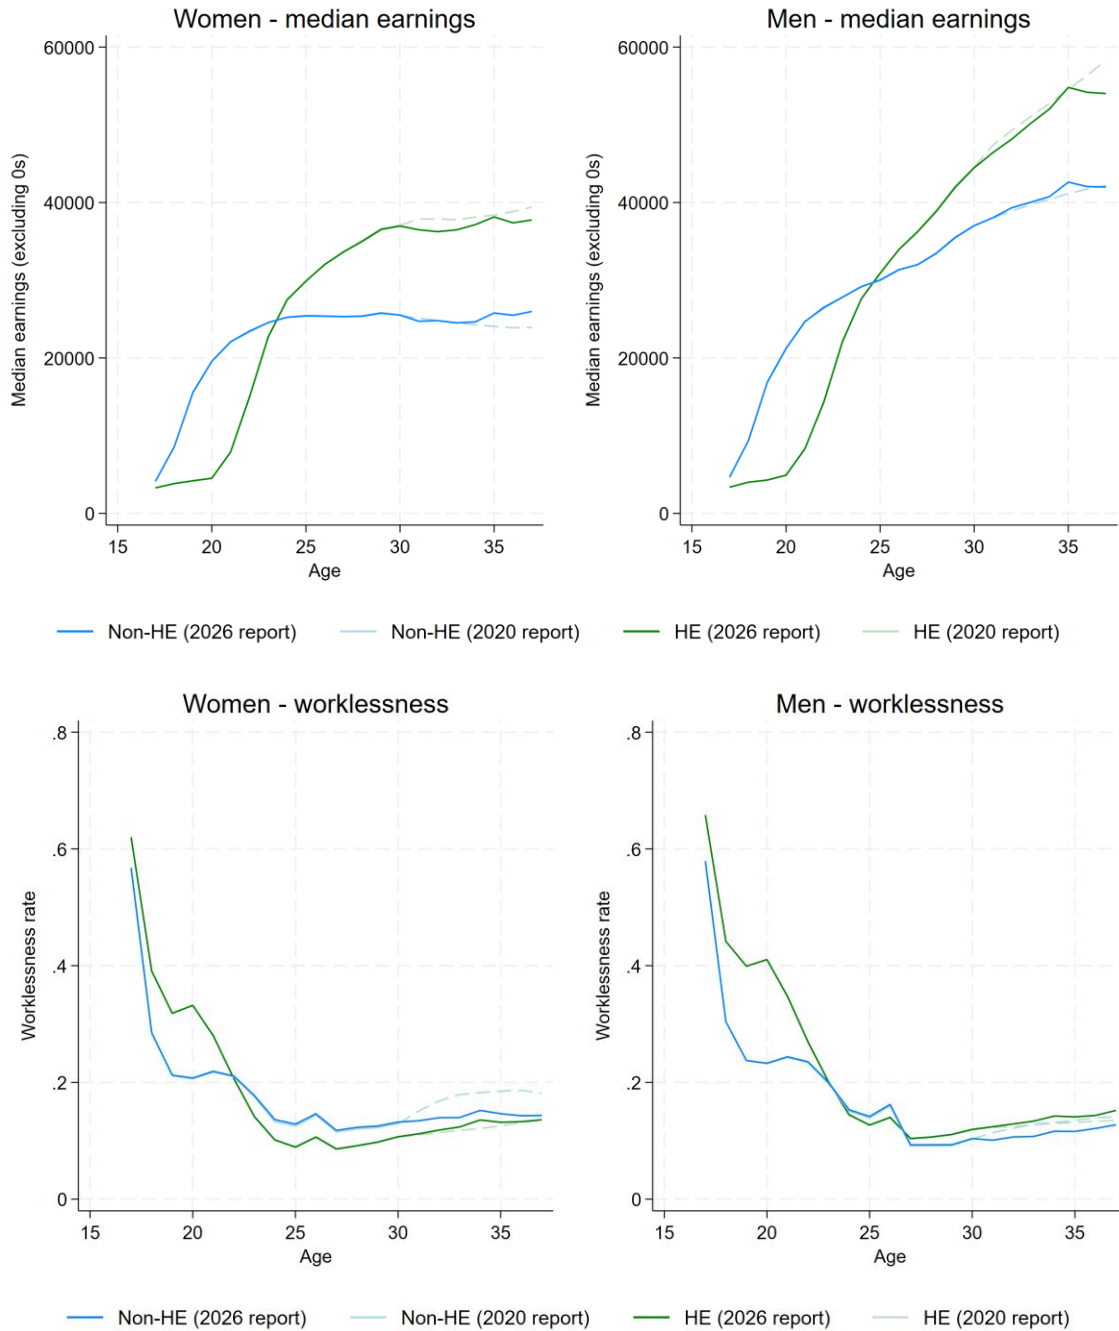 Women - median earnings
Men - median earnings
60000
40000
20000
0
Median earnings (excluding 0s)
15 20 25 30 35
Age
60000
40000
20000
0
Median earnings (excluding 0s)
15 20 25 30 35
Age
Non-HE (2026 report) Non-HE (2020 report) HE (2026 report) HE (2020 report)
Women - worklessness
Men - worklessness
.8
.6
.4
.2
0
Worklessness rate
15 20 25 30 35
Age
.8
.6
.4
.2
0
Worklessness rate
15 20 25 30 35
Age
Non-HE (2026 report) Non-HE (2020 report) HE (2026 report) HE (2020 report)